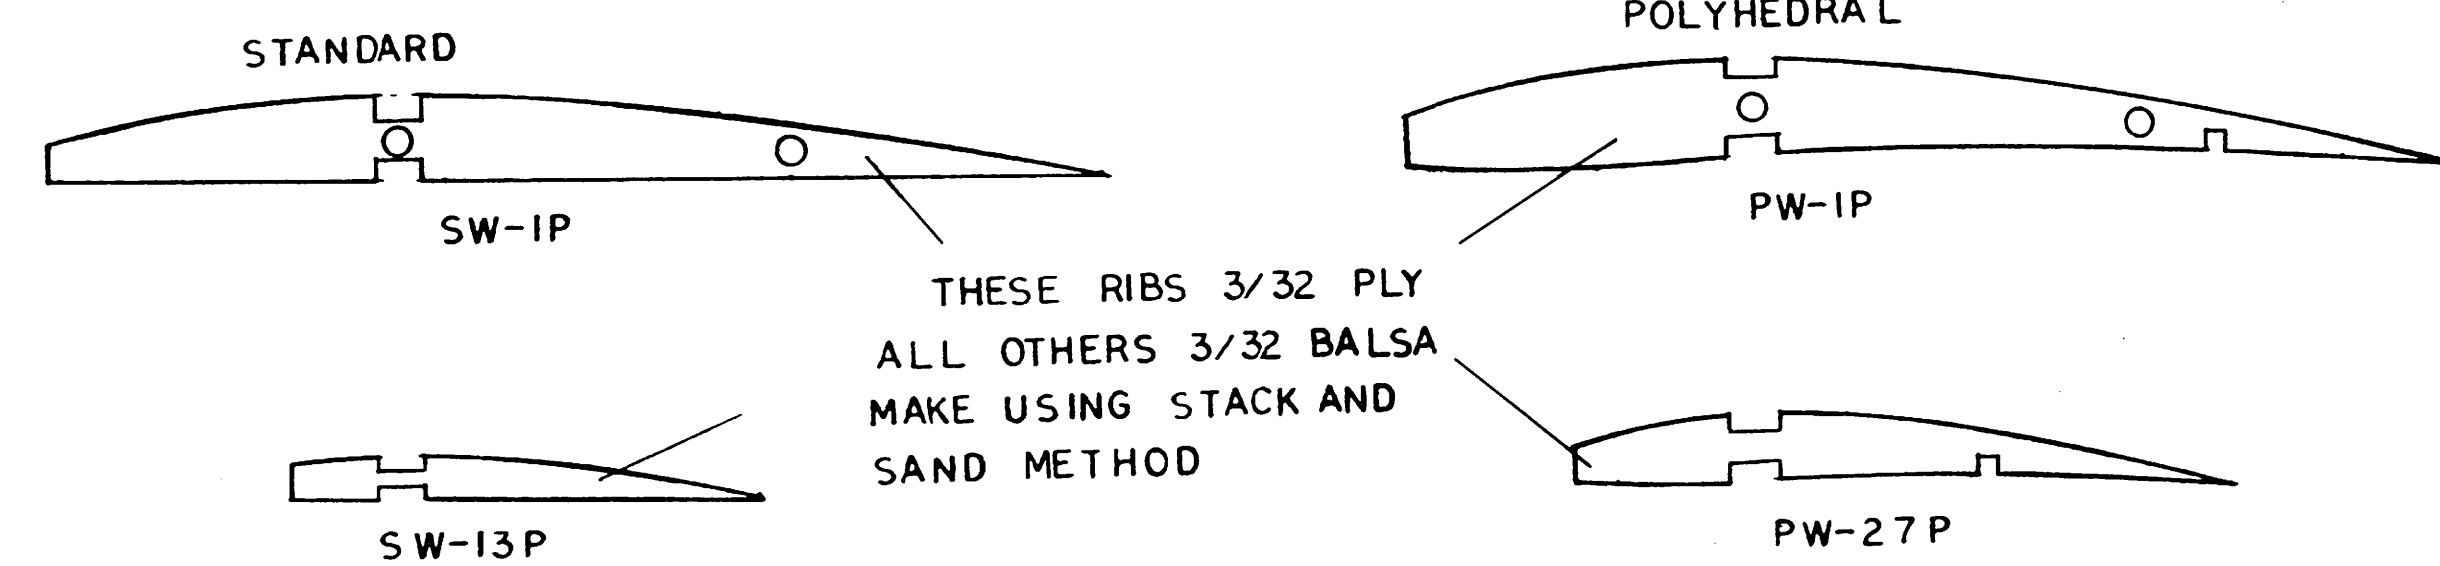 STANDARD
POLYHEDRAL
SW-1P
PW-1P
THESE RIBS 3/32 PLY
ALL OTHERS 3/32 BALSA
MAKE USING STACK AND
SAND METHOD
SW-13P
PW-27P